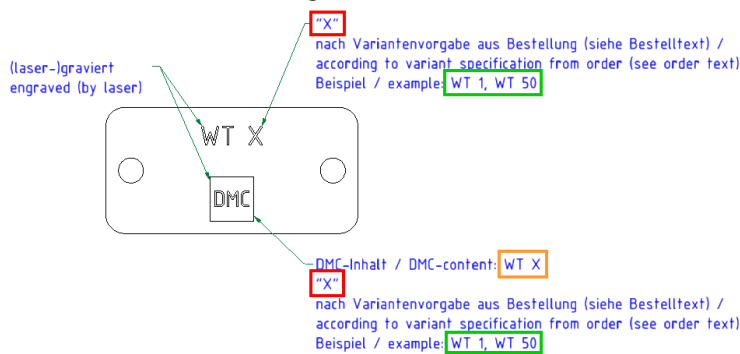 "X"
nach Variantenvorgabe aus Bestellung (siehe Bestelltext) /
according to variant specification from order (see order text)
Beispiel / example: WT 1, WT 50
(laser-)graviert
engraved (by laser)
WT X
DMC
DMC-Inhalt / DMC-content: WT X
"X"
nach Variantenvorgabe aus Bestellung (siehe Bestelltext) /
according to variant specification from order (see order text)
Beispiel / example: WT 1, WT 50